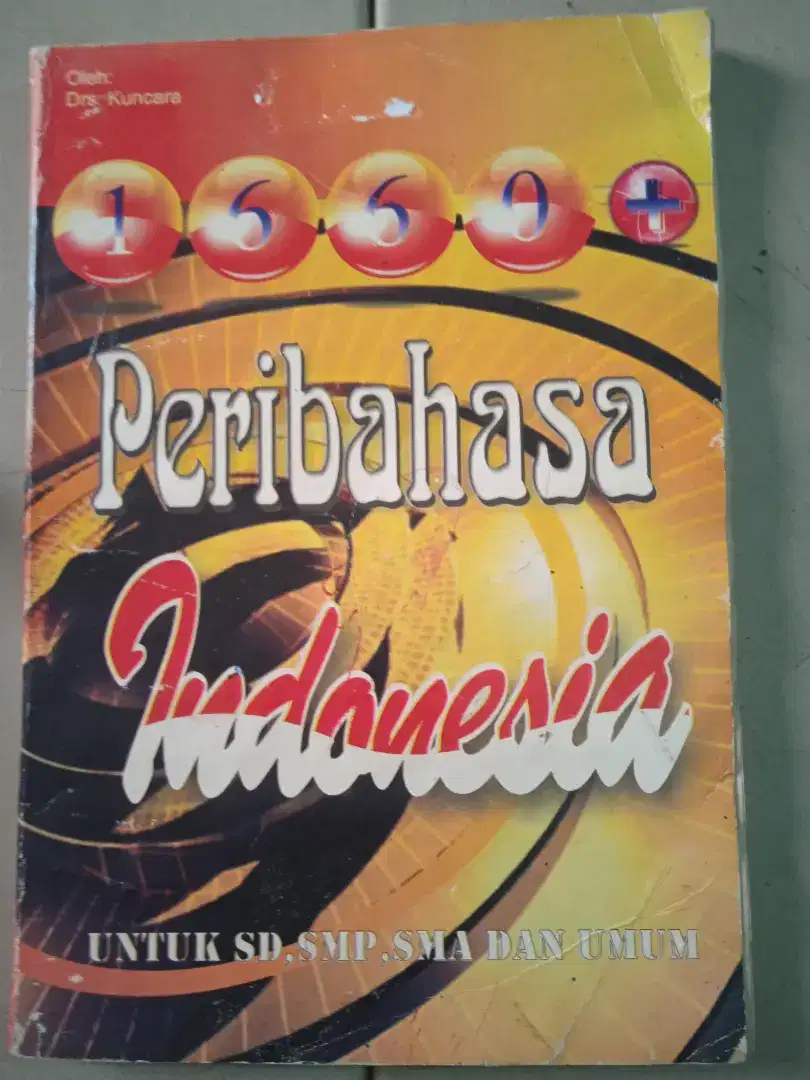 Oleh:
Drs. Kuncara
1660+
Peribahasa
Indonesia
UNTUK SD,SMP,SMA DAN UMUM